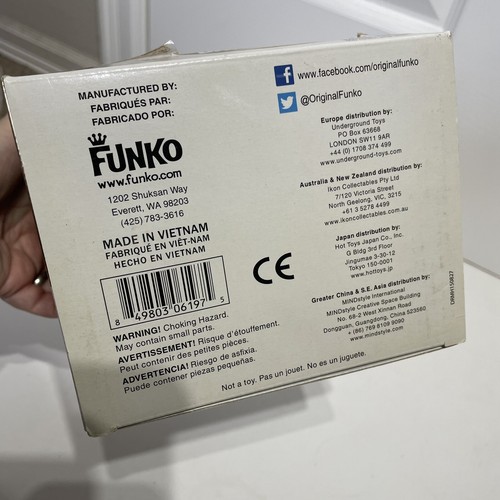 MANUFACTURED BY:
FABRIQUÉS PAR:
FABRICADO POR:
FUNKO
www.funko.com
1202 Shuksan Way
Everett, WA 98203
(425) 783-3616
MADE IN VIETNAM
FABRIQUÉ EN VIÊT-NAM
HECHO EN VIETNAM
8 49803 06197 5
WARNING! Choking Hazard.
May contain small parts.
AVERTISSEMENT! Risque d'étouffement.
Peut contenir des petites pièces.
ADVERTENCIA! Riesgo de asfixia.
Puede contener piezas pequeñas.
f www.facebook.com/originalfunko
@OriginalFunko
Europe distribution by:
Underground Toys
PO Box 63668
LONDON SW11 9AR
+44 (0) 1708 374 499
www.underground-toys.com
Australia & New Zealand distribution by:
Ikon Collectables Pty Ltd
7/120 Victoria Street
North Geelong, VIC, 3215
+61 3 5278 4499
www.ikoncollectables.com.au
Japan distribution by:
Hot Toys Japan Co., Inc.
G Bldg 3rd Floor
Jingumae 3-30-12
Tokyo 150-0001
www.hottoys.jp
Greater China & S.E. Asia distribution by:
MINDstyle International
MINDstyle Creative Space Building
No. 68-2 West Xinnen Road
Dongquan, Guangdong, China 523560
+ (86) 769 8109 9090
www.mindstyle.com
CE
DRMH150827
Not a toy. Pas un jouet. No es un juguete.